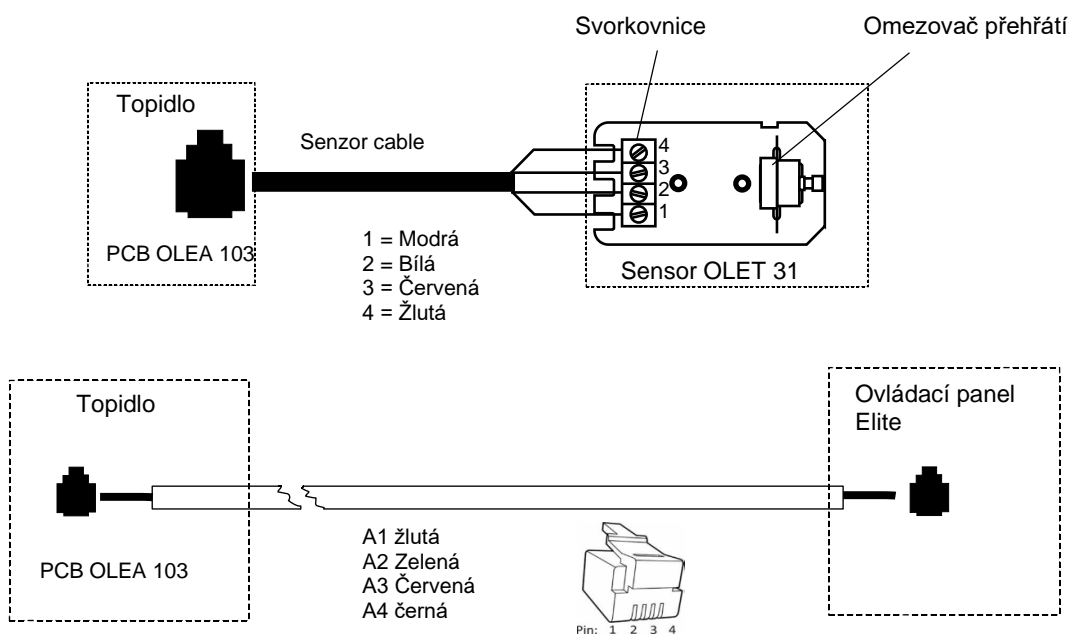 Svorkovnice
Omezovač přehřátí
Topidlo
Senzor cable
4
3
2
1
PCB OLEA 103
1 = Modrá
2 = Bílá
3 = Červená
4 = Žlutá
Sensor OLET 31
Topidlo
Ovládací panel
Elite
PCB OLEA 103
A1 žlutá
A2 Zelená
A3 Červená
A4 černá
Pin: 1 2 3 4